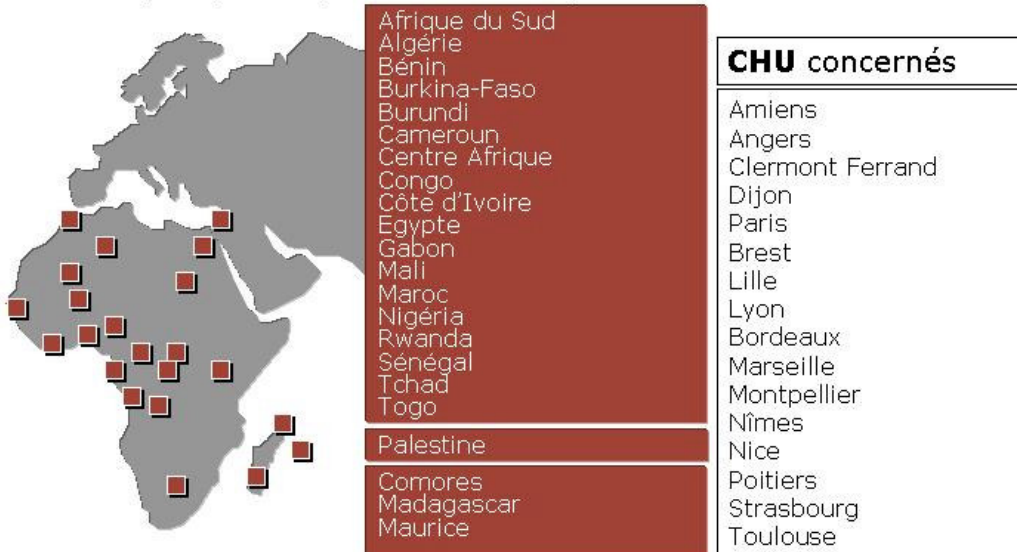 Afrique du Sud
Algérie
Bénin
Burkina-Faso
Burundi
Cameroun
Centre Afrique
Congo
Côte d'Ivoire
Egypte
Gabon
Mali
Maroc
Nigéria
Rwanda
Sénégal
Tchad
Togo
Palestine
Comores
Madagascar
Maurice
CHU concernés
Amiens
Angers
Clermont Ferrand
Dijon
Paris
Brest
Lille
Lyon
Bordeaux
Marseille
Montpellier
Nîmes
Nice
Poitiers
Strasbourg
Toulouse